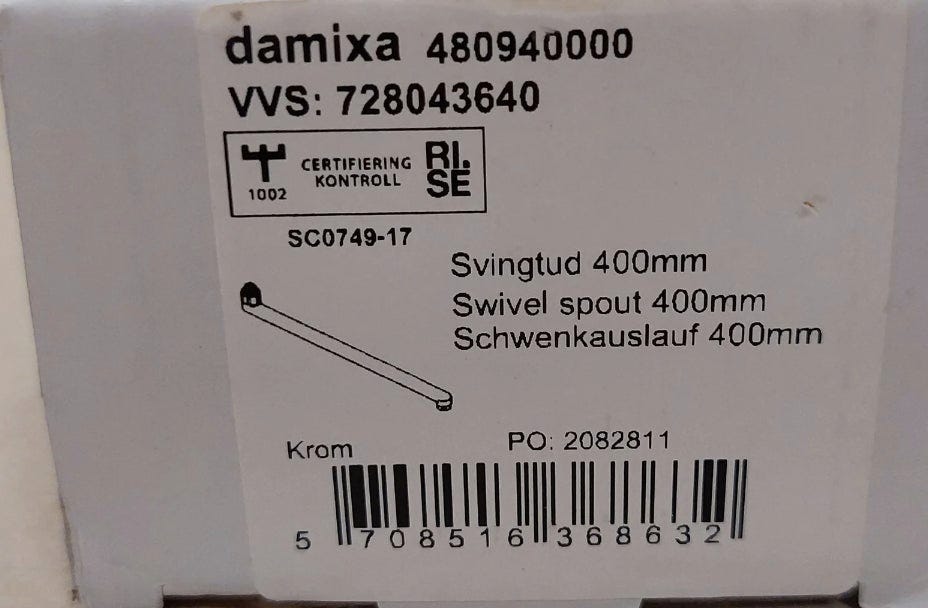 damixa 480940000
VVS: 728043640
1002
CERTIFIERING
KONTROLL
RI.
SE
SC0749-17
Svingtud 400mm
Swivel spout 400mm
Schwenkauslauf 400mm
Krom
PO: 2082811
5 708516 368632